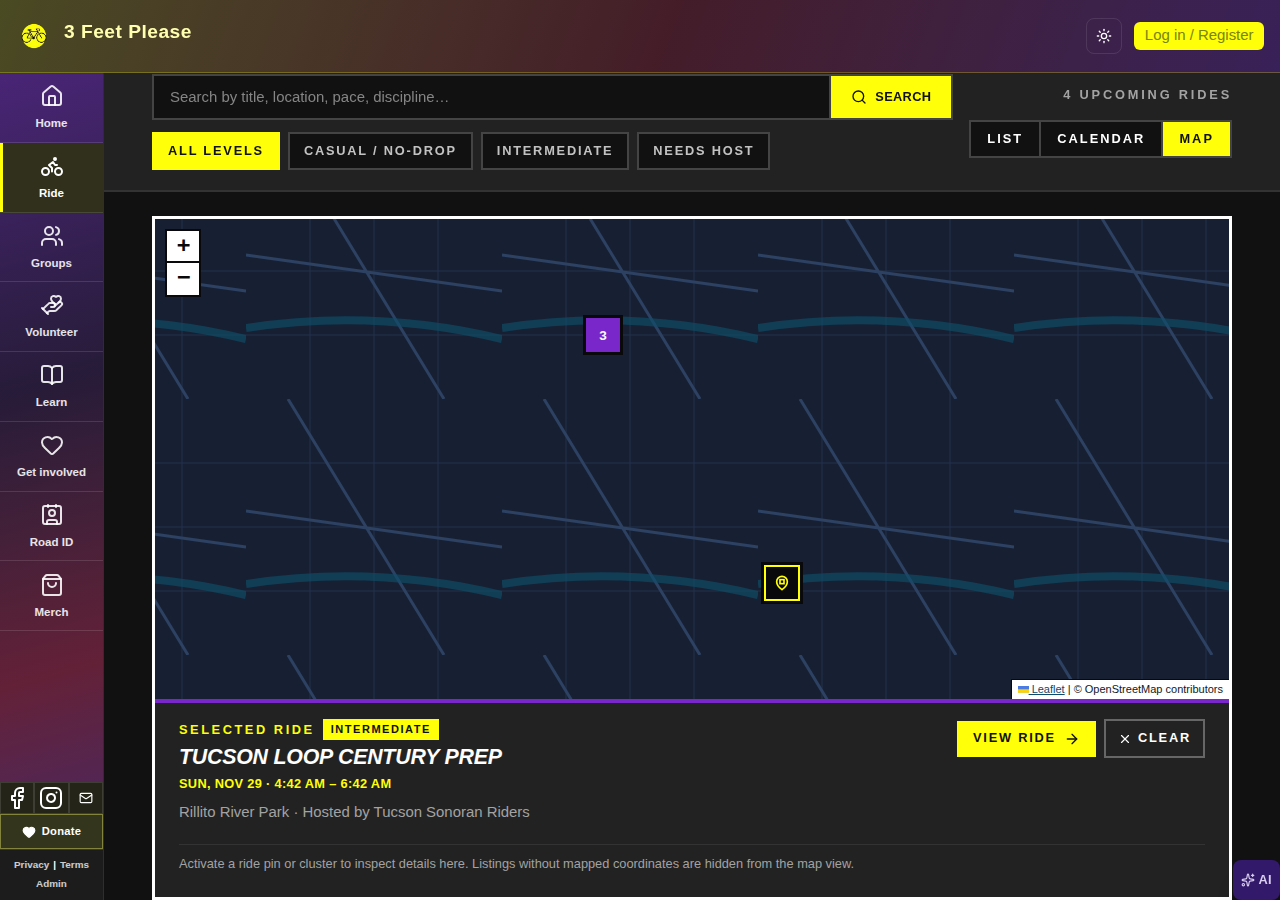 3 Feet Please
Log in / Register
Home
Ride
Groups
Volunteer
Learn
Get involved
Road ID
Merch
Donate
Privacy | Terms
Admin
Search by title, location, pace, discipline…
SEARCH
4 UPCOMING RIDES
ALL LEVELS
CASUAL / NO-DROP
INTERMEDIATE
NEEDS HOST
LIST
CALENDAR
MAP
+
−
3
Leaflet | © OpenStreetMap contributors
SELECTED RIDE INTERMEDIATE
TUCSON LOOP CENTURY PREP
SUN, NOV 29 · 4:42 AM – 6:42 AM
Rillito River Park · Hosted by Tucson Sonoran Riders
VIEW RIDE
CLEAR
Activate a ride pin or cluster to inspect details here. Listings without mapped coordinates are hidden from the map view.
AI